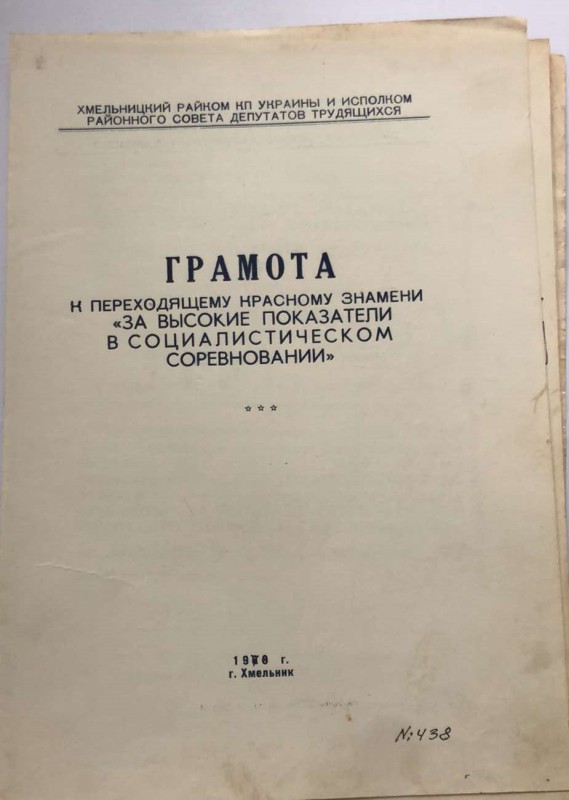 ХМЕЛЬНИЦКИЙ РАЙКОМ КП УКРАИНЫ И ИСПОЛКОМ
РАЙОННОГО СОВЕТА ДЕПУТАТОВ ТРУДЯЩИХСЯ
ГРАМОТА
К ПЕРЕХОДЯЩЕМУ КРАСНОМУ ЗНАМЕНИ
«ЗА ВЫСОКИЕ ПОКАЗАТЕЛИ
В СОЦИАЛИСТИЧЕСКОМ
СОРЕВНОВАНИИ»
☆ ☆ ☆
г.
г. Хмельник
N: 438